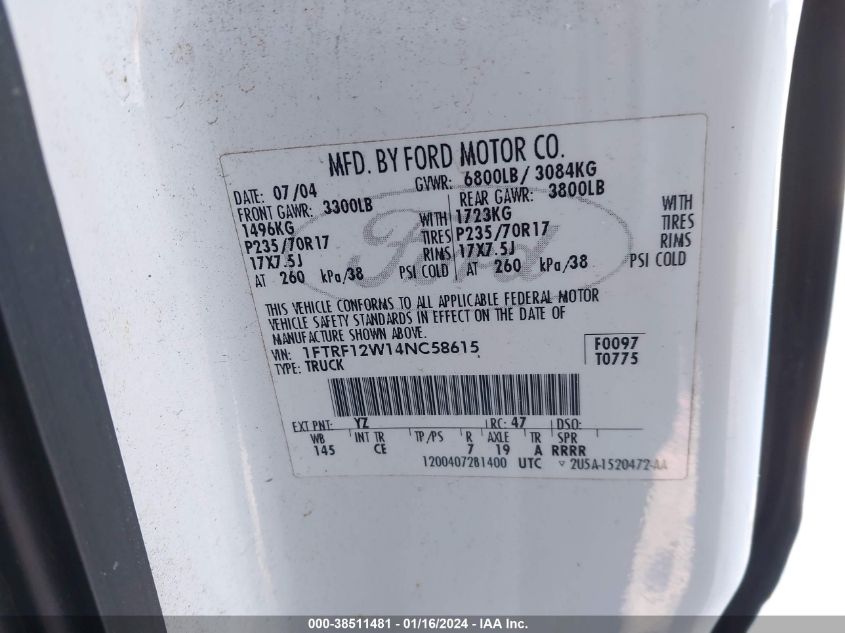 MFD. BY FORD MOTOR CO.
DATE: 07/04 GVWR: 6800LB/ 3084KG
FRONT GAWR: 3300LB REAR GAWR: 3800LB
1496KG WITH 1723KG WITH
P235/70R17 TIRES P235/70R17 TIRES
17X7.5J RIMS 17X7.5J RIMS
AT 260 kPa/38 PSI COLD AT 260 kPa/38 PSI COLD
THIS VEHICLE CONFORMS TO ALL APPLICABLE FEDERAL MOTOR
VEHICLE SAFETY STANDARDS IN EFFECT ON THE DATE OF
MANUFACTURE SHOWN ABOVE.
VIN: 1FTRF12W14NC58615 F0097
TYPE: TRUCK T0775
EXT PNT: YZ RC: 47 DSO:
WB INT TR TP/PS R AXLE TR SPR
145 CE 7 19 A RRRR
12004072B1400 UTC ▿ 2U5A-1520472-AA
Ford
000-38511481 - 01/16/2024 - IAA Inc.